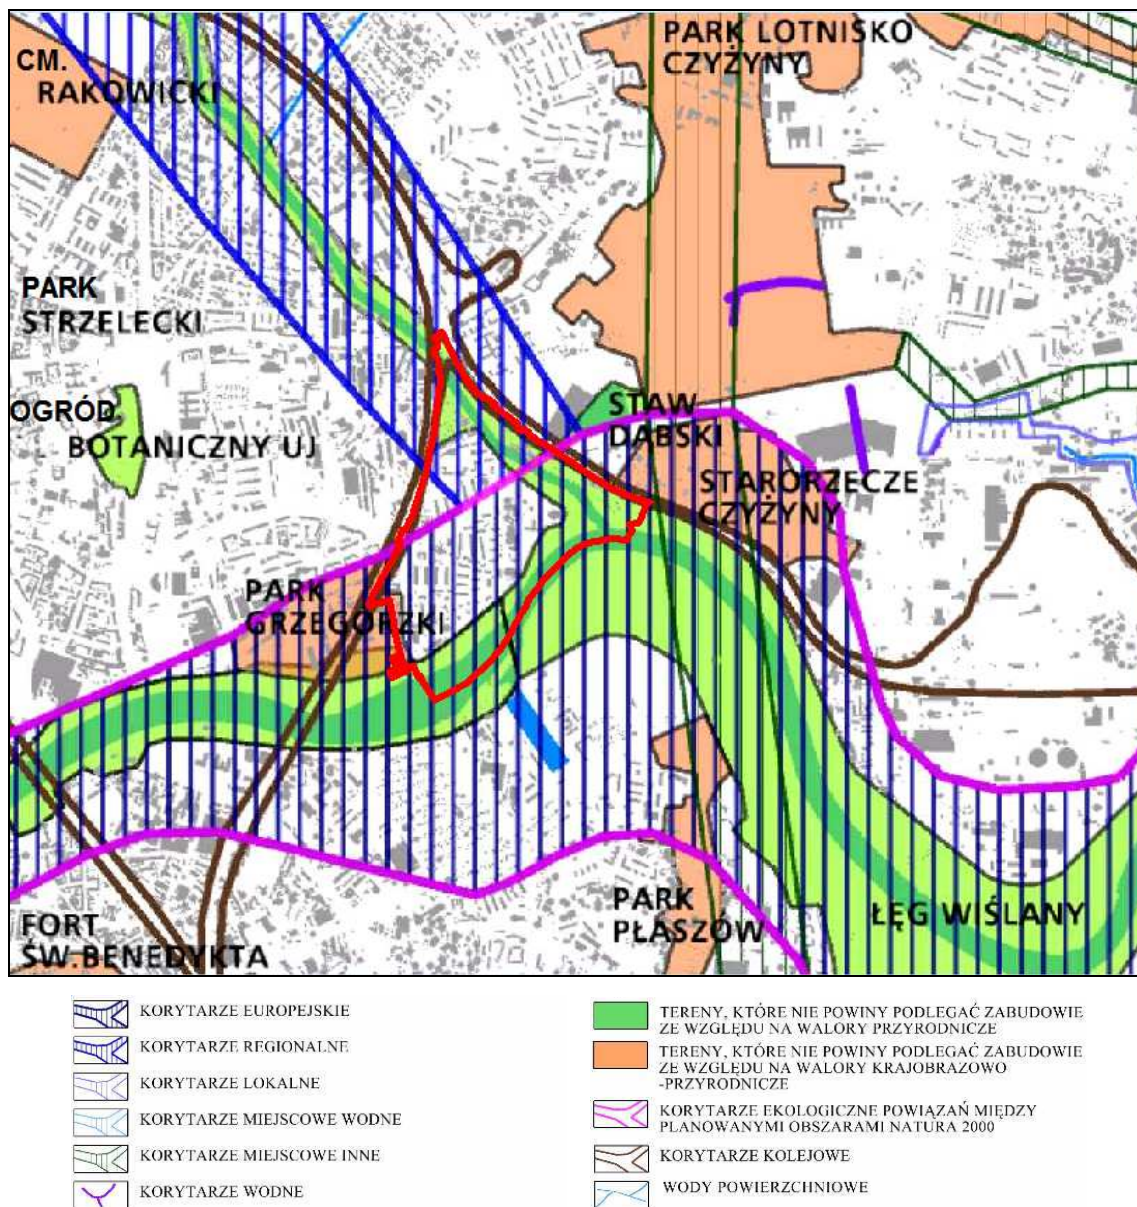 CM.
RAKOWICKI
PARK LOTNISKO
CZYŻYNY
PARK
STRZELECKI
OGRÓD
BOTANICZNY UJ
STAW
DĄBSKI
STARORZECZE
CZYŻYNY
PARK
GRZEGÓRZKI
PARK
PŁASZÓW
ŁĘG WIŚLANY
FORT
ŚW.BENEDYKTA
KORYTARZE EUROPEJSKIE
KORYTARZE REGIONALNE
KORYTARZE LOKALNE
KORYTARZE MIEJSCOWE WODNE
KORYTARZE MIEJSCOWE INNE
KORYTARZE WODNE
TERENY, KTÓRE NIE POWINY PODLEGAĆ ZABUDOWIE
ZE WZGLĘDU NA WALORY PRZYRODNICZE
TERENY, KTÓRE NIE POWINY PODLEGAĆ ZABUDOWIE
ZE WZGLĘDU NA WALORY KRAJOBRAZOWO
-PRZYRODNICZE
KORYTARZE EKOLOGICZNE POWIĄZAŃ MIĘDZY
PLANOWANYMI OBSZARAMI NATURA 2000
KORYTARZE KOLEJOWE
WODY POWIERZCHNIOWE